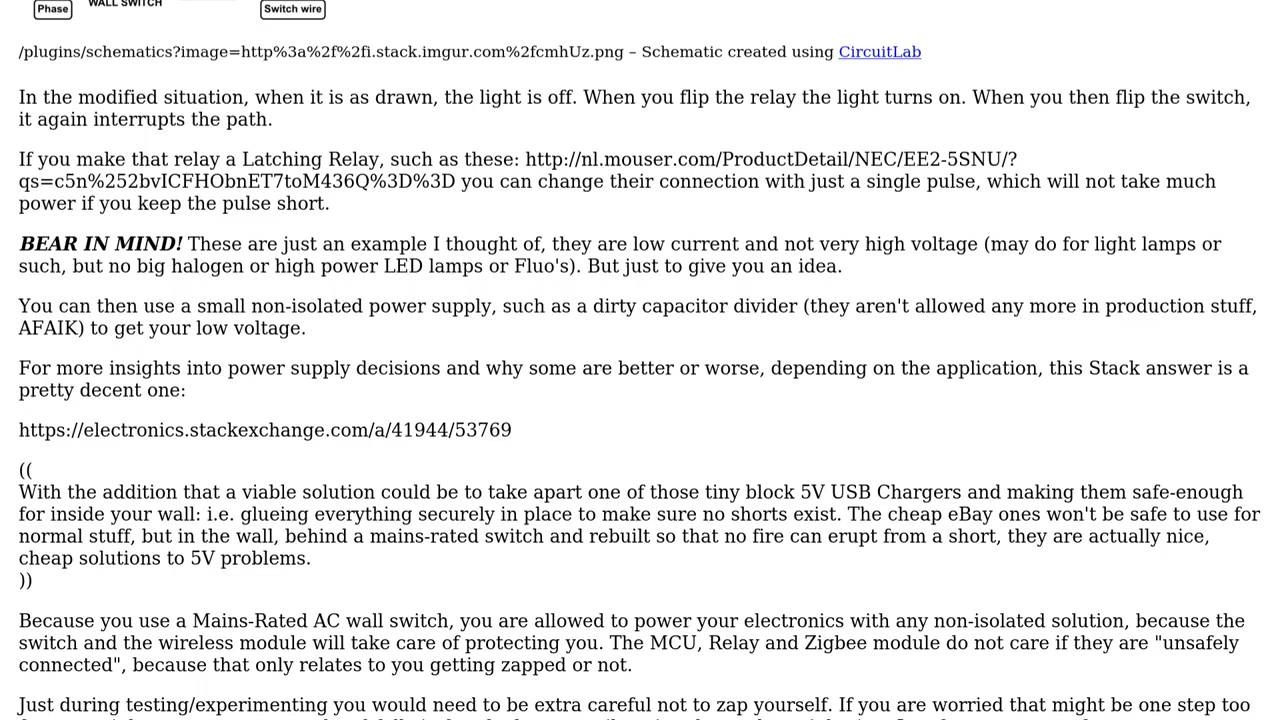 Phase
WALL SWITCH
Switch wire
/plugins/schematics?image=http%3a%2f%2fi.stack.imgur.com%2fcmhUz.png – Schematic created using CircuitLab
In the modified situation, when it is as drawn, the light is off. When you flip the relay the light turns on. When you then flip the switch,
it again interrupts the path.
If you make that relay a Latching Relay, such as these: http://nl.mouser.com/ProductDetail/NEC/EE2-5SNU/?
qs=c5n%252bvICFHObnET7toM436Q%3D%3D you can change their connection with just a single pulse, which will not take much
power if you keep the pulse short.
BEAR IN MIND! These are just an example I thought of, they are low current and not very high voltage (may do for light lamps or
such, but no big halogen or high power LED lamps or Fluo's). But just to give you an idea.
You can then use a small non-isolated power supply, such as a dirty capacitor divider (they aren't allowed any more in production stuff,
AFAIK) to get your low voltage.
For more insights into power supply decisions and why some are better or worse, depending on the application, this Stack answer is a
pretty decent one:
https://electronics.stackexchange.com/a/41944/53769
((
With the addition that a viable solution could be to take apart one of those tiny block 5V USB Chargers and making them safe-enough
for inside your wall: i.e. glueing everything securely in place to make sure no shorts exist. The cheap eBay ones won't be safe to use for
normal stuff, but in the wall, behind a mains-rated switch and rebuilt so that no fire can erupt from a short, they are actually nice,
cheap solutions to 5V problems.
))
Because you use a Mains-Rated AC wall switch, you are allowed to power your electronics with any non-isolated solution, because the
switch and the wireless module will take care of protecting you. The MCU, Relay and Zigbee module do not care if they are "unsafely
connected", because that only relates to you getting zapped or not.
Just during testing/experimenting you would need to be extra careful not to zap yourself. If you are worried that might be one step too